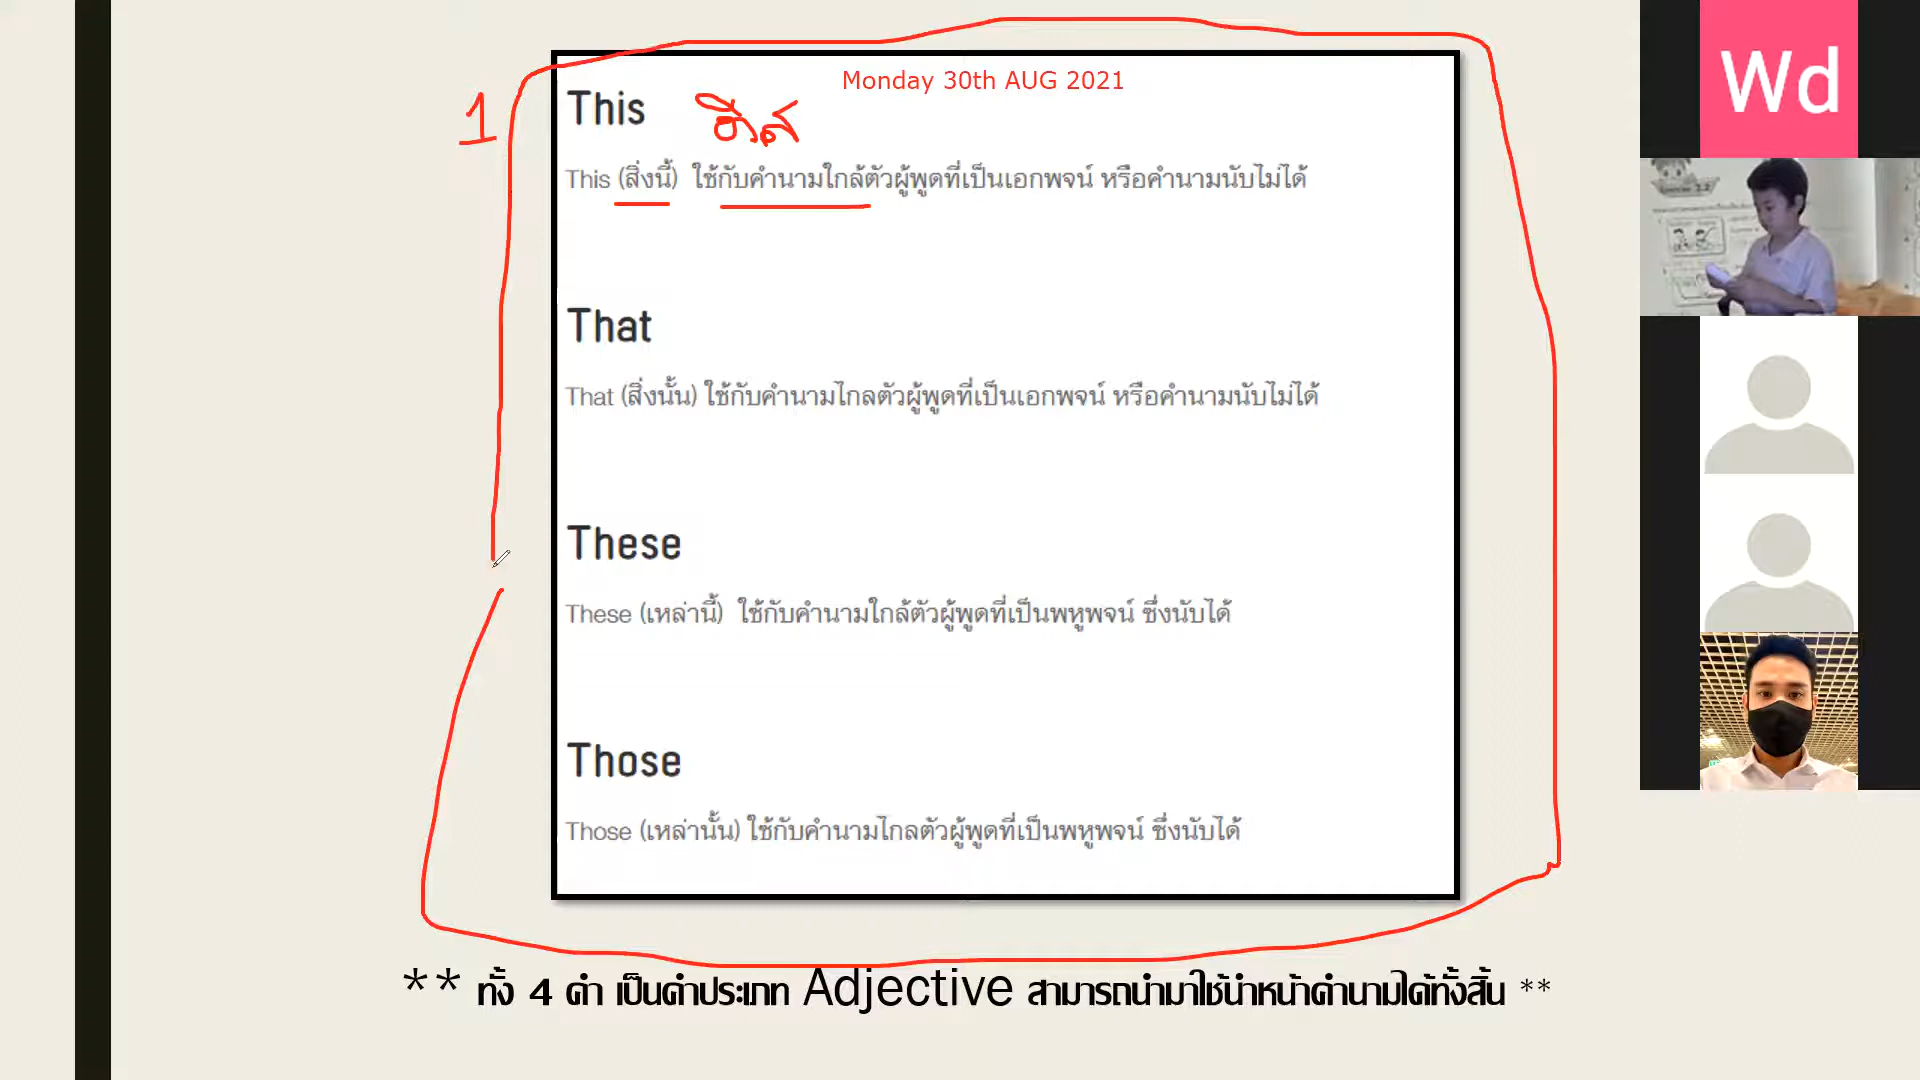 Monday 30th AUG 2021
1
This ธิส
This (สิ่งนี้) ใช้กับคำนามใกล้ตัวผู้พูดที่เป็นเอกพจน์ หรือคำนามนับไม่ได้
That
That (สิ่งนั้น) ใช้กับคำนามไกลตัวผู้พูดที่เป็นเอกพจน์ หรือคำนามนับไม่ได้
These
These (เหล่านี้) ใช้กับคำนามใกล้ตัวผู้พูดที่เป็นพหูพจน์ ซึ่งนับได้
Those
Those (เหล่านั้น) ใช้กับคำนามไกลตัวผู้พูดที่เป็นพหูพจน์ ซึ่งนับได้
** ทั้ง 4 คำ เป็นคำประเภท Adjective สามารถนำมาใช้นำหน้าคำนามได้ทั้งสิ้น **
Wd